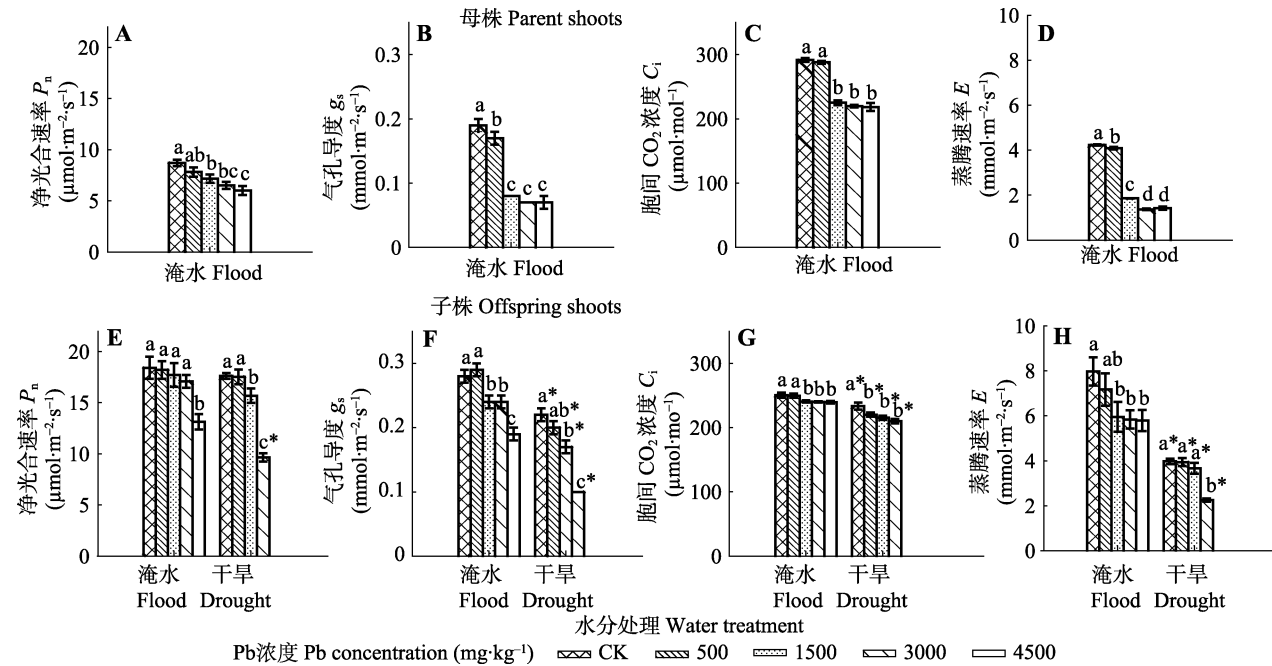 母株 Parent shoots
A
净光合速率 Pn
(μmol·m⁻²·s⁻¹)
20
15
10
5
0
a ab b bc c
淹水 Flood
B
气孔导度 gs
(mmol·m⁻²·s⁻¹)
0.3
0.2
0.1
0
a b c c c
淹水 Flood
C
胞间 CO₂ 浓度 Ci
(μmol·mol⁻¹)
300
200
100
0
a a b b b
淹水 Flood
D
蒸腾速率 E
(mmol·m⁻²·s⁻¹)
10
8
6
4
2
0
a b c d d
淹水 Flood
子株 Offspring shoots
E
净光合速率 Pn
(μmol·m⁻²·s⁻¹)
20
15
10
5
0
a a a a b
a a b c*
淹水 干旱
Flood Drought
F
气孔导度 gs
(mmol·m⁻²·s⁻¹)
0.3
0.2
0.1
0
a a b b c
a* ab* b* c*
淹水 干旱
Flood Drought
G
胞间 CO₂ 浓度 Ci
(μmol·mo⁻¹)
300
200
100
0
a a b b b
a* b* b* b*
淹水 干旱
Flood Drought
H
蒸腾速率 E
(mmol·m⁻²·s⁻¹)
10
8
6
4
2
0
a ab b b b
a* a* a* b*
淹水 干旱
Flood Drought
水分处理 Water treatment
Pb浓度 Pb concentration (mg·kg⁻¹) CK 500 1500 3000 4500